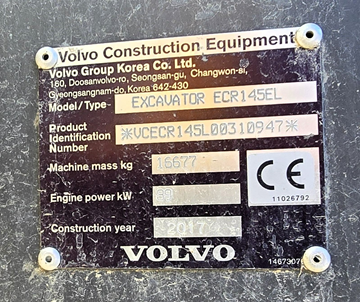 Volvo Construction Equipment
Volvo Group Korea Co. Ltd.
160, Doosanvolvo-ro, Seongsan-gu, Changwon-si,
Gyeongsangnam-do, Korea 642-430
Model/Type EXCAVATOR ECR145EL
Product Identification Number *VCECR145L00310947*
Machine mass kg 16677
Engine power kW
Construction year 2017
CE
11026792
VOLVO